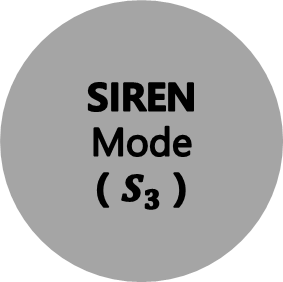 SIREN
Mode
( S₃ )